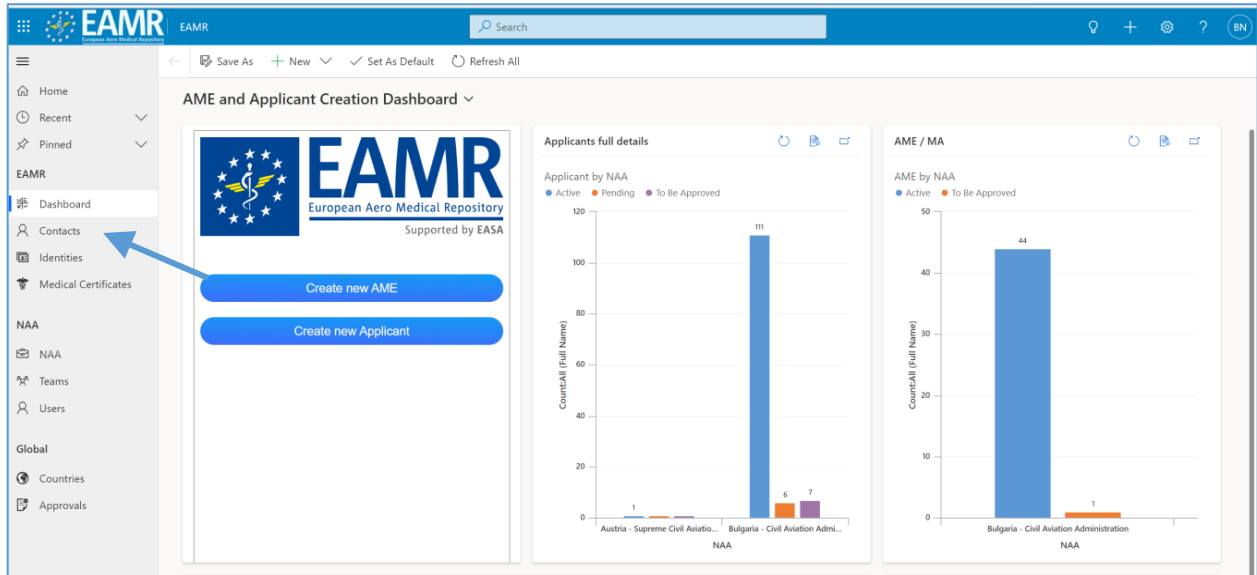 EAMR
European Aero Medical Repository
EAMR
Search
?
BN
Save As
New
Set As Default
Refresh All
Home
Recent
Pinned
EAMR
Dashboard
Contacts
Identities
Medical Certificates
NAA
NAA
Teams
Users
Global
Countries
Approvals
AME and Applicant Creation Dashboard
EAMR
European Aero Medical Repository
Supported by EASA
Create new AME
Create new Applicant
Applicants full details
Applicant by NAA
Active Pending To Be Approved
Count:All (Full Name)
120
100
80
60
40
20
0
1
111
6
7
Austria - Supreme Civil Aviatio...
Bulgaria - Civil Aviation Admi...
NAA
AME / MA
AME by NAA
Active To Be Approved
Count:All (Full Name)
50
40
30
20
10
0
44
1
Bulgaria - Civil Aviation Administration
NAA